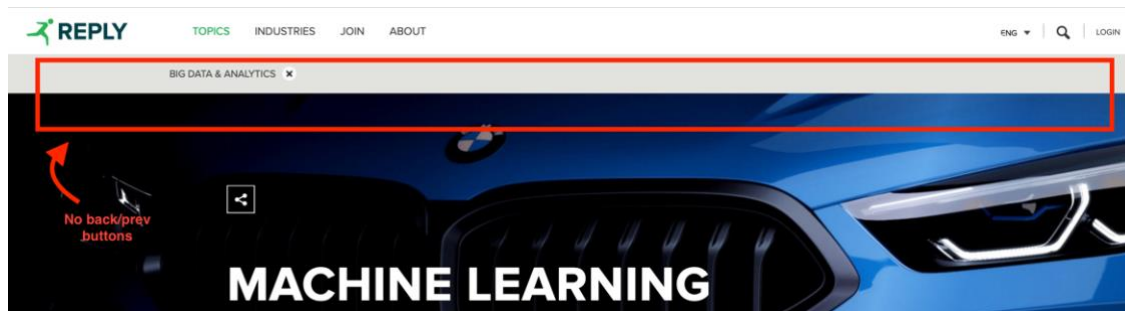 REPLY
TOPICS INDUSTRIES JOIN ABOUT
ENG LOGIN
BIG DATA & ANALYTICS
No back/prev
buttons
MACHINE LEARNING